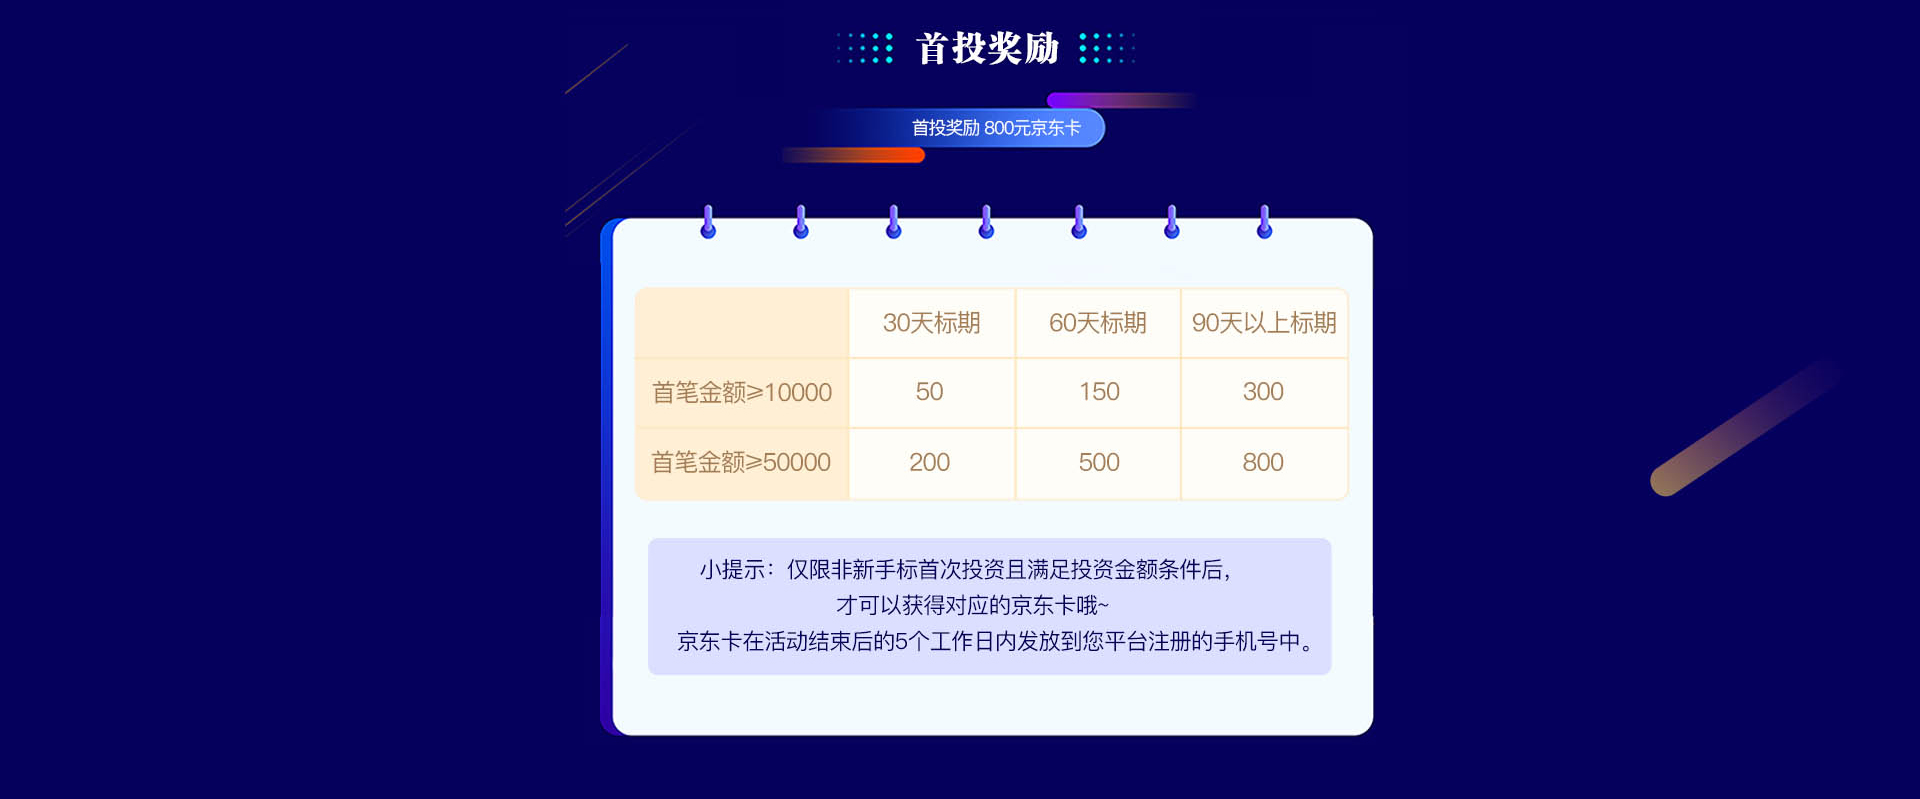 首投奖励
首投奖励 800元京东卡
30天标期 60天标期 90天以上标期
首笔金额≥10000 50 150 300
首笔金额≥50000 200 500 800
小提示：仅限非新手标首次投资且满足投资金额条件后，
才可以获得对应的京东卡哦~
京东卡在活动结束后的5个工作日内发放到您平台注册的手机号中。